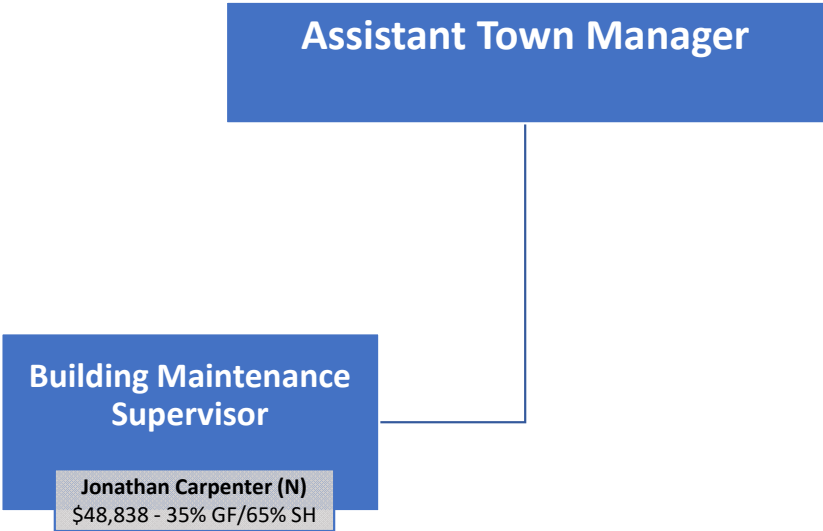 Assistant Town Manager
Building Maintenance
Supervisor
Jonathan Carpenter (N)
$48,838 - 35% GF/65% SH